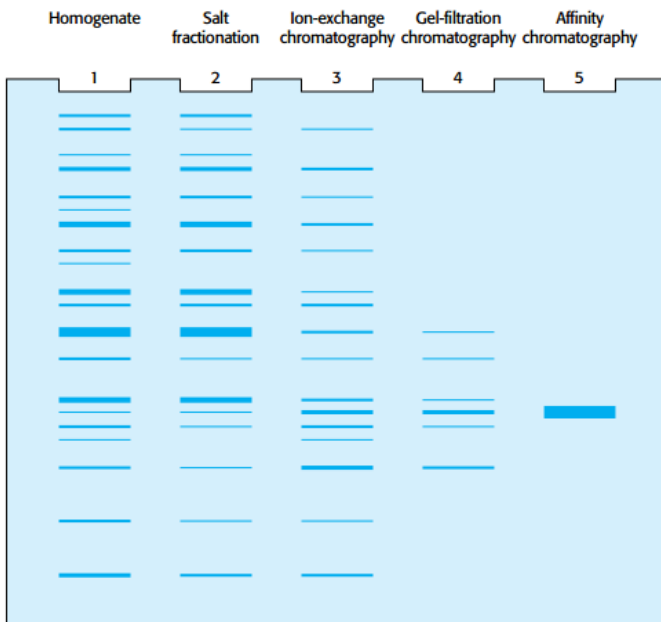 Homogenate
Salt
fractionation
Ion-exchange
chromatography
Gel-filtration
chromatography
Affinity
chromatography
1 2 3 4 5